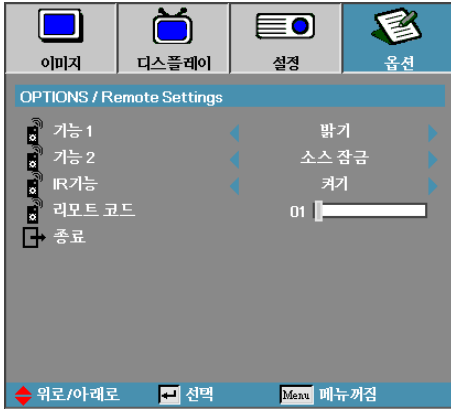 이미지 디스플레이 설정 옵션
OPTIONS / Remote Settings
기능 1 밝기
기능 2 소스 잠금
IR기능 켜기
리모트 코드 01
종료
위로/아래로 선택 Menu 메뉴꺼짐